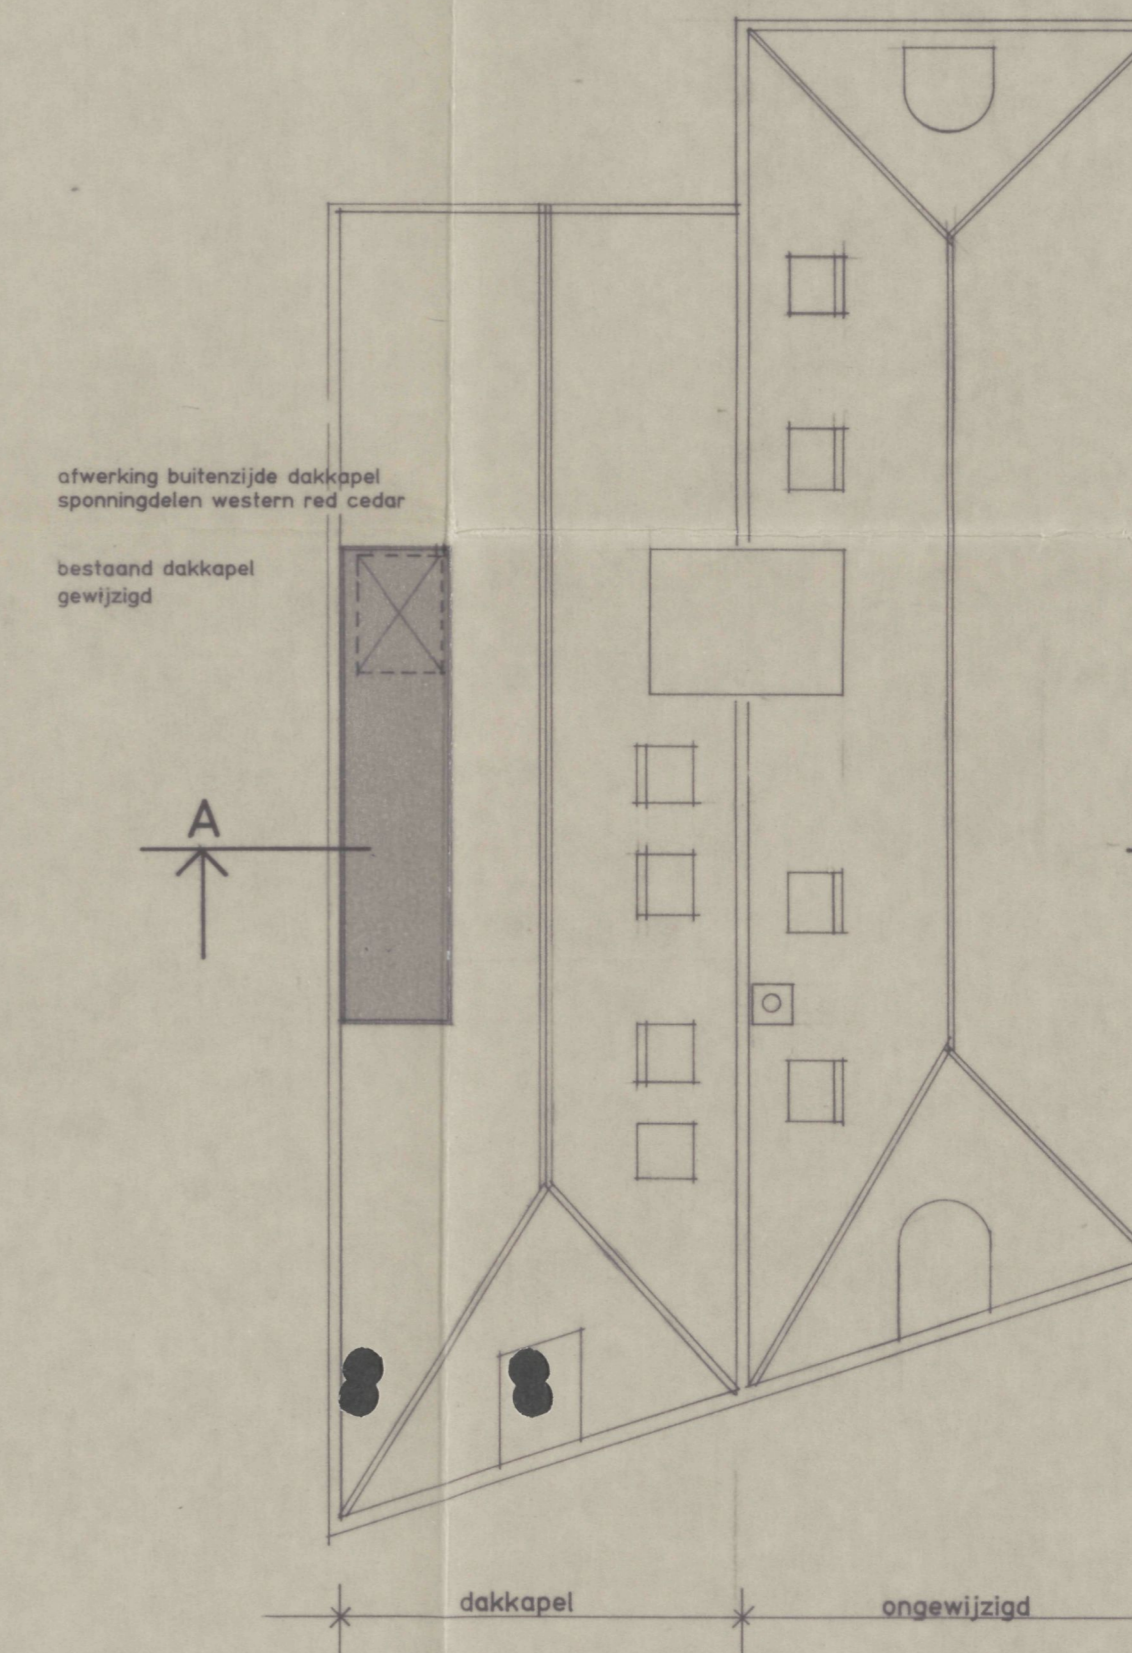 afwerking buitenzijde dakkapel
sponningdelen western red cedar
bestaand dakkapel
gewijzigd
A
dakkapel
ongewijzigd